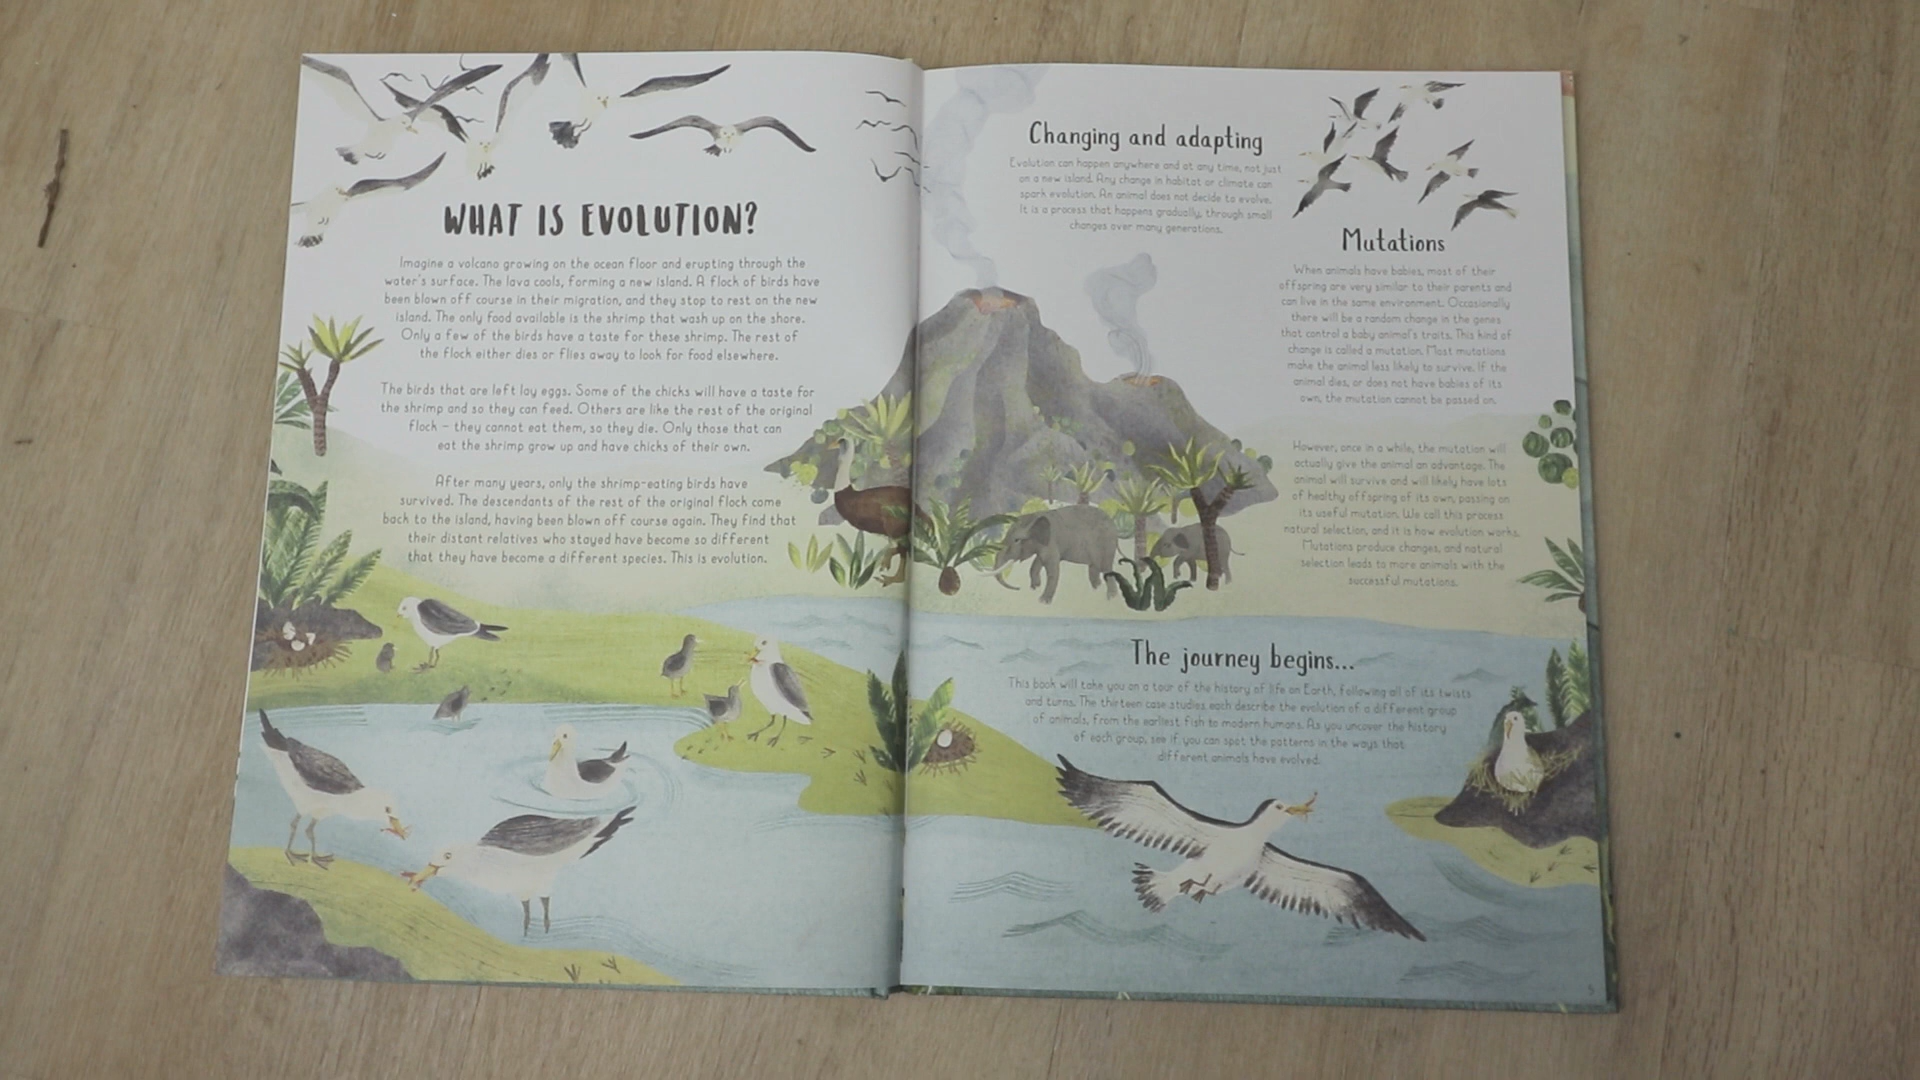 WHAT IS EVOLUTION?
Imagine a volcano growing on the ocean floor and erupting through the
water's surface. The lava cools, forming a new island. A flock of birds have
been blown off course in their migration, and they stop to rest on the new
island. The only food available is the shrimp that wash up on the shore.
Only a few of the birds have a taste for these shrimp. The rest of
the flock either dies or flies away to look for food elsewhere.
The birds that are left lay eggs. Some of the chicks will have a taste for
the shrimp and so they can feed. Others are like the rest of the original
flock – they cannot eat them, so they die. Only those that can
eat the shrimp grow up and have chicks of their own.
After many years, only the shrimp-eating birds have
survived. The descendants of the rest of the original flock come
back to the island, having been blown off course again. They find that
their distant relatives who stayed have become so different
that they have become a different species. This is evolution.
Changing and adapting
Evolution can happen anywhere and at any time, not just
on a new island. Any change in habitat or climate can
spark evolution. An animal does not decide to evolve.
It is a process that happens gradually, through small
changes over many generations.
Mutations
When animals have babies, most of their
offspring are very similar to their parents and
can live in the same environment. Occasionally
there will be a random change in the genes
that control a baby animal's traits. This kind of
change is called a mutation. Most mutations
make the animal less likely to survive. If the
animal dies, or does not have babies of its
own, the mutation cannot be passed on.
However, once in a while, the mutation will
actually give the animal an advantage. The
animal will survive and will likely have lots
of healthy offspring of its own, passing on
its useful mutation. We call this process
natural selection, and it is how evolution works.
Mutations produce changes, and natural
selection leads to more animals with the
successful mutations.
The journey begins...
This book will take you on a tour of the history of life on Earth, following all of its twists
and turns. The thirteen case studies each describe the evolution of a different group
of animals, from the earliest fish to modern humans. As you uncover the history
of each group, see if you can spot the patterns in the ways that
different animals have evolved.
5